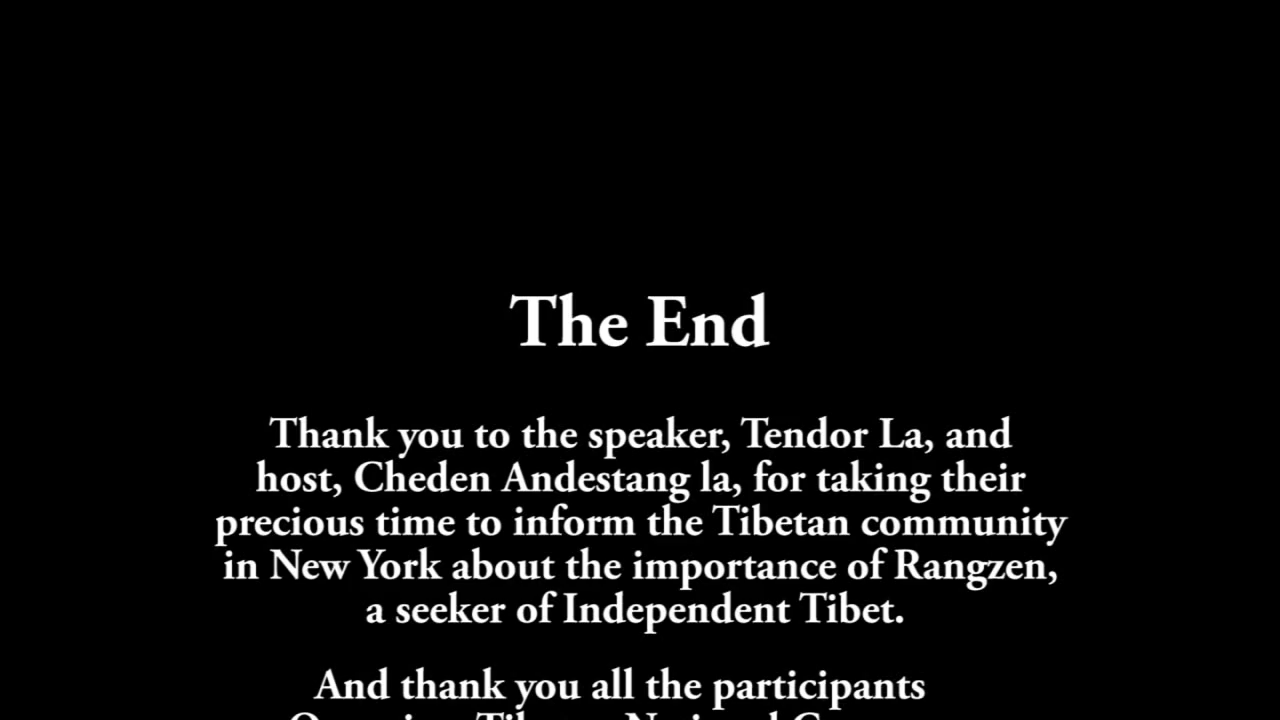 The End
Thank you to the speaker, Tendor La, and
host, Cheden Andestang la, for taking their
precious time to inform the Tibetan community
in New York about the importance of Rangzen,
a seeker of Independent Tibet.
And thank you all the participants